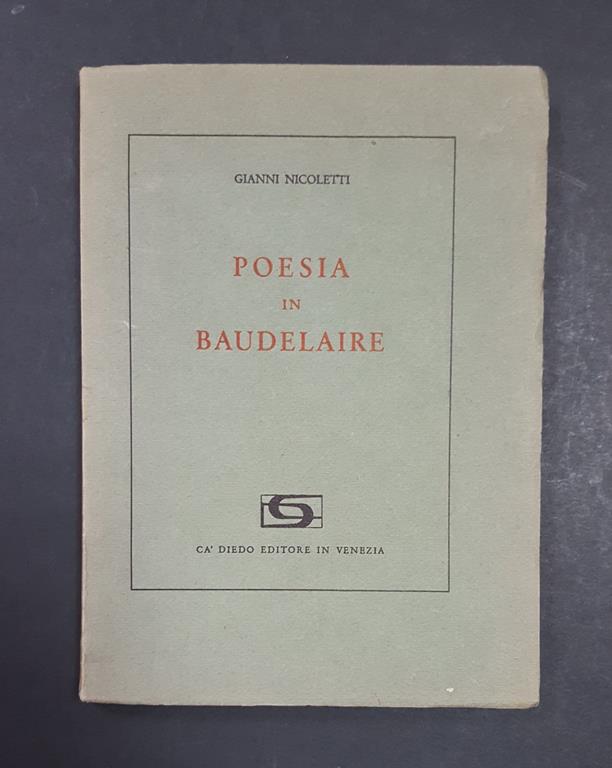 GIANNI NICOLETTI
POESIA
IN
BAUDELAIRE
CA' DIEDO EDITORE IN VENEZIA